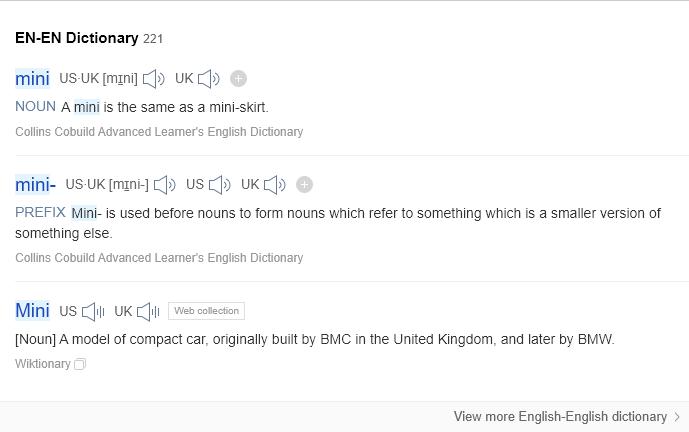 EN-EN Dictionary 221
mini US·UK [mɪni] UK
NOUN A mini is the same as a mini-skirt.
Collins Cobuild Advanced Learner's English Dictionary
mini- US·UK [mɪni-] US UK
PREFIX Mini- is used before nouns to form nouns which refer to something which is a smaller version of
something else.
Collins Cobuild Advanced Learner's English Dictionary
Mini US UK Web collection
[Noun] A model of compact car, originally built by BMC in the United Kingdom, and later by BMW.
Wiktionary
View more English-English dictionary >